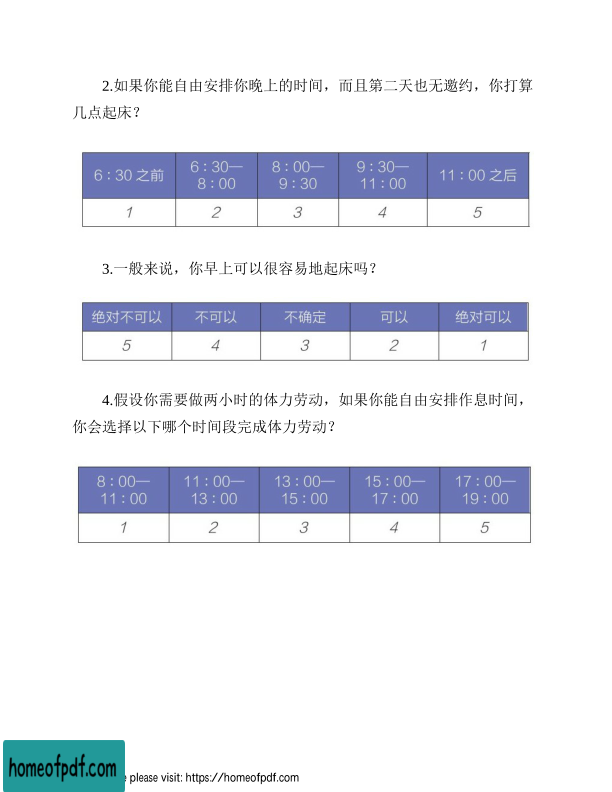 2.如果你能自由安排你晚上的时间，而且第二天也无邀约，你打算
几点起床？
6：30 之前 6：30— 8：00— 9：30— 11：00 之后
8：00 9：30 11：00
1 2 3 4 5
3.一般来说，你早上可以很容易地起床吗？
绝对不可以 不可以 不确定 可以 绝对可以
5 4 3 2 1
4.假设你需要做两小时的体力劳动，如果你能自由安排作息时间，
你会选择以下哪个时间段完成体力劳动？
8：00— 11：00— 13：00— 15：00— 17：00—
11：00 13：00 15：00 17：00 19：00
1 2 3 4 5
homeofpdf.com
e please visit: https://homeofpdf.com